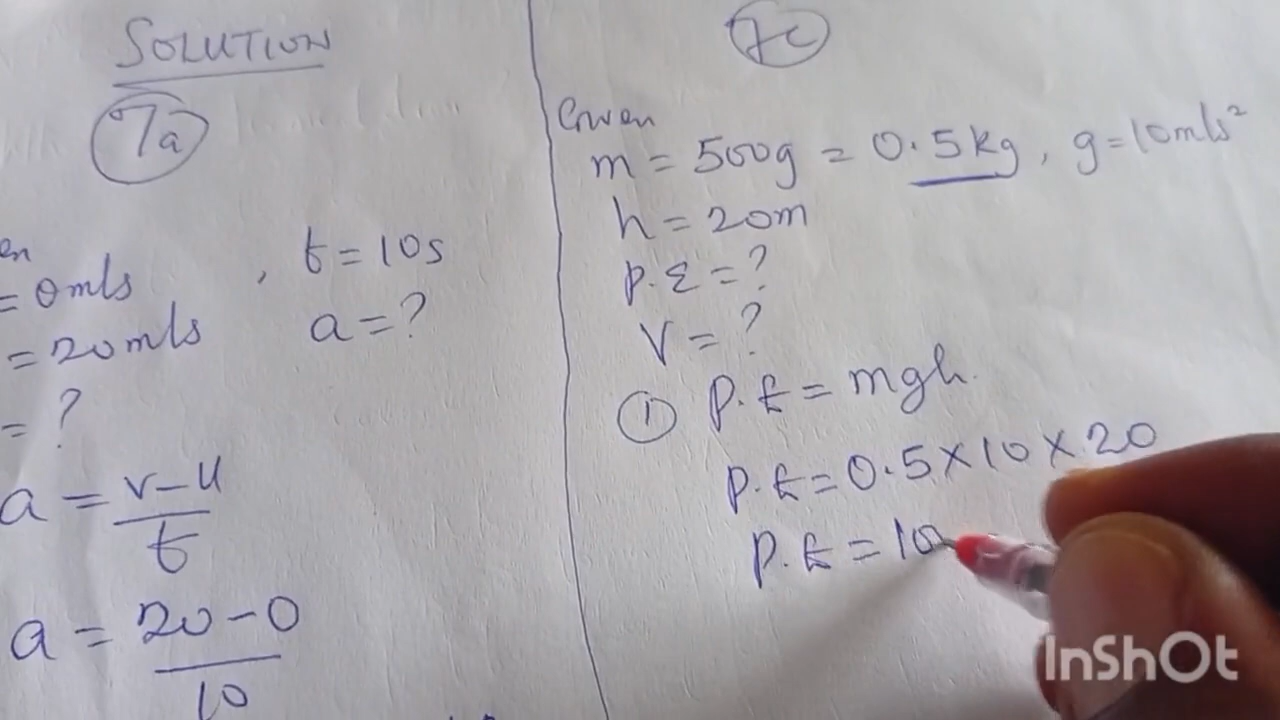 SOLUTION
7a
en
= 0m/s , t = 10s
= 20m/s a = ?
= ?
a = v-u
t
a = 20 - 0
10
7c
Given
m = 500g = 0.5kg, g = 10m/s²
h = 20m
P.E = ?
V = ?
① P.E = mgh
P.E = 0.5 × 10 × 20
P.E = 10
InShOt